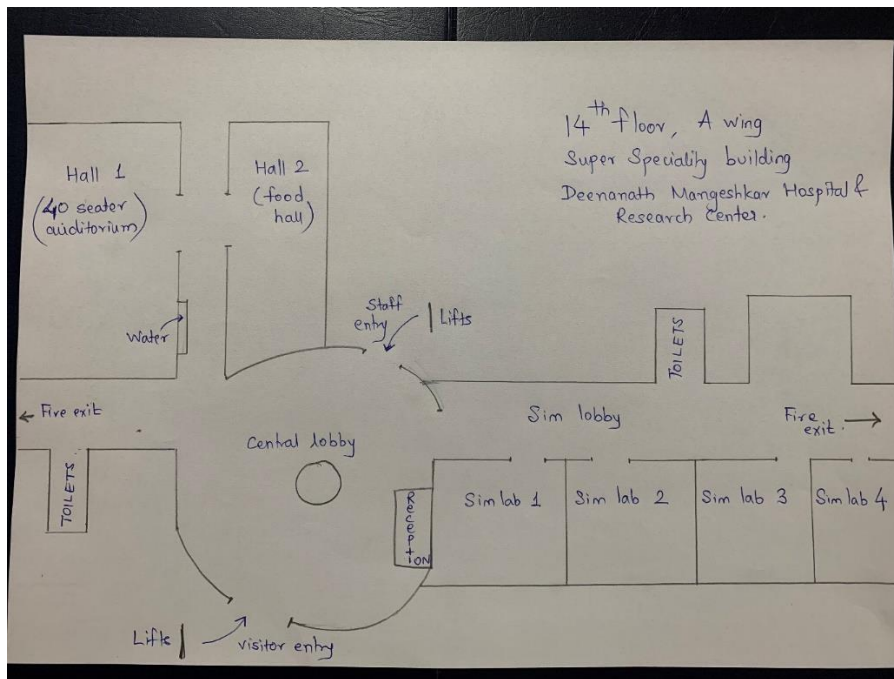 14th floor, A wing
Super Speciality building
Deenanath Mangeshkar Hospital &
Research Center.
Hall 1
(40 seater
auditorium)
Hall 2
(food
hall)
Water
Staff
entry
Lifts
TOILETS
Fire exit
Central lobby
Sim lobby
Fire
exit.
TOILETS
RecePtiON
Sim lab 1
Sim lab 2
Sim lab 3
Sim lab 4
Lifts
visitor entry